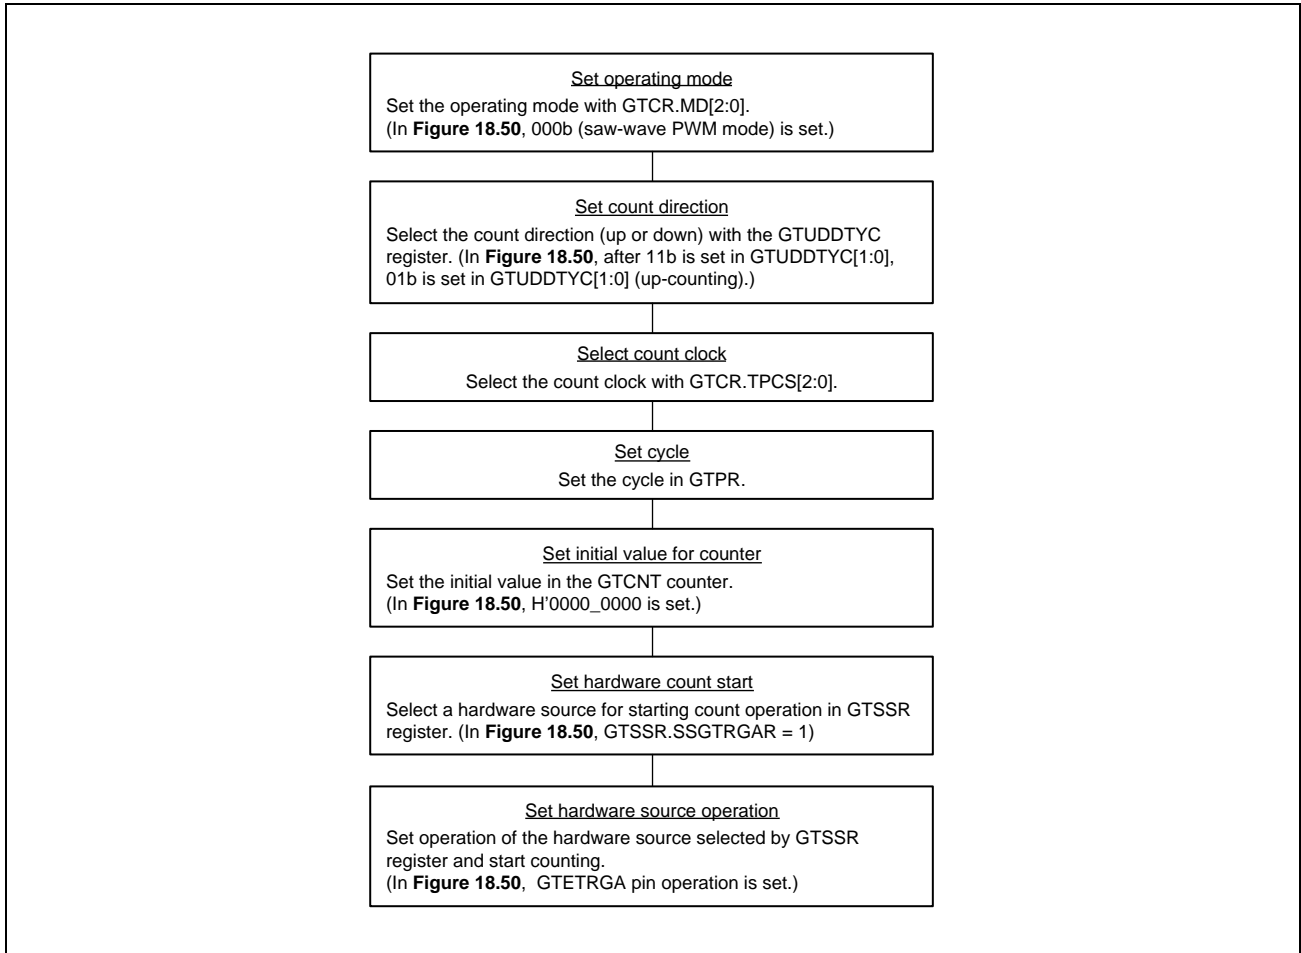 Set operating mode
Set the operating mode with GTCR.MD[2:0].
(In Figure 18.50, 000b (saw-wave PWM mode) is set.)
Set count direction
Select the count direction (up or down) with the GTUDDTYC
register. (In Figure 18.50, after 11b is set in GTUDDTYC[1:0],
01b is set in GTUDDTYC[1:0] (up-counting).)
Select count clock
Select the count clock with GTCR.TPCS[2:0].
Set cycle
Set the cycle in GTPR.
Set initial value for counter
Set the initial value in the GTCNT counter.
(In Figure 18.50, H'0000_0000 is set.)
Set hardware count start
Select a hardware source for starting count operation in GTSSR
register. (In Figure 18.50, GTSSR.SSGTRGAR = 1)
Set hardware source operation
Set operation of the hardware source selected by GTSSR
register and start counting.
(In Figure 18.50, GTETRGA pin operation is set.)